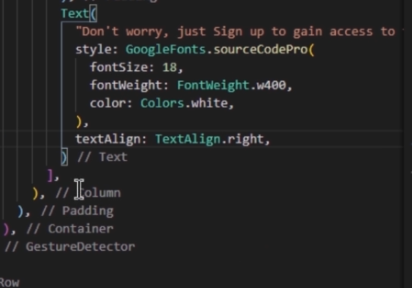 Text(
"Don't worry, just Sign up to gain access to
style: GoogleFonts.sourceCodePro(
fontSize: 18,
fontWeight: FontWeight.w400,
color: Colors.white,
),
textAlign: TextAlign.right,
) // Text
],
), // Column
), // Padding
), // Container
// GestureDetector
Row